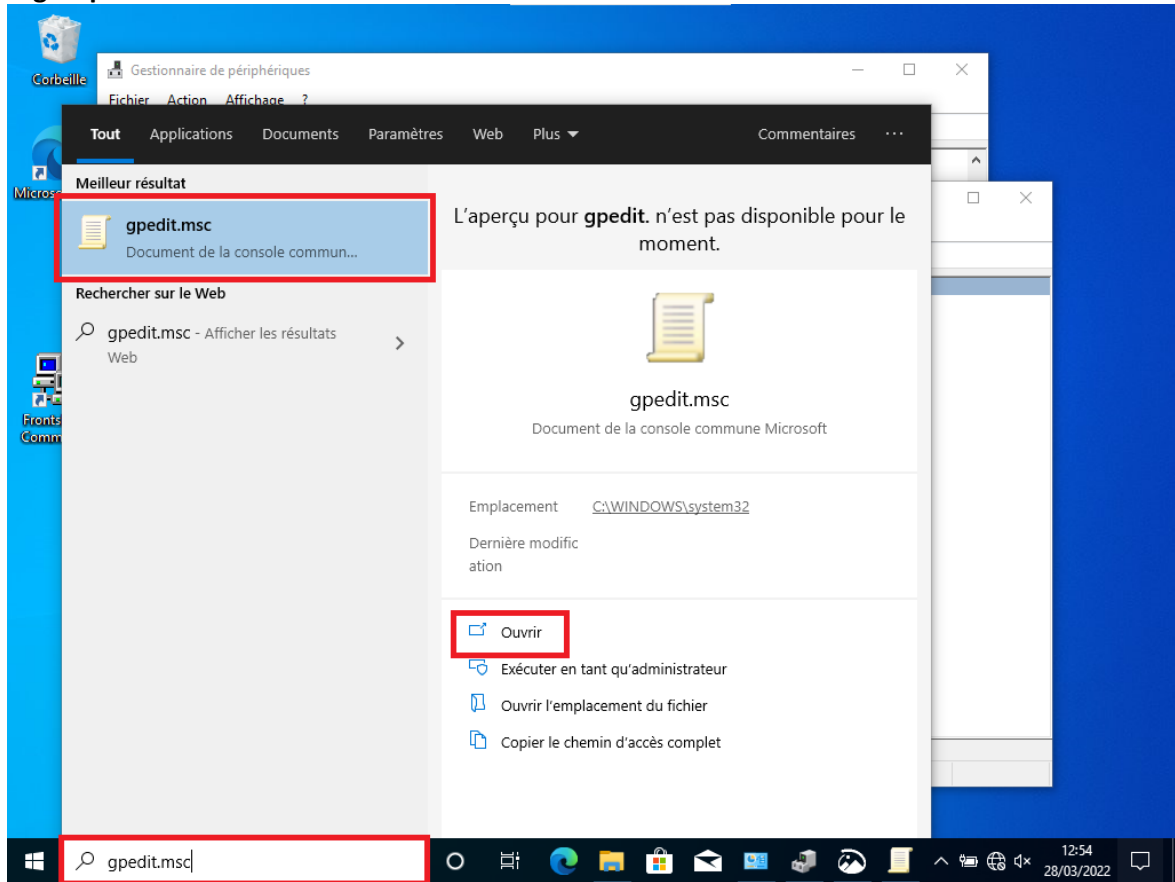 Corbeille
Gestionnaire de périphériques
Fichier Action Affichage ?
Tout Applications Documents Paramètres Web Plus Commentaires ...
Meilleur résultat
gpedit.msc
Document de la console commun...
Rechercher sur le Web
gpedit.msc - Afficher les résultats
Web
L'aperçu pour gpedit. n'est pas disponible pour le
moment.
gpedit.msc
Document de la console commune Microsoft
Emplacement C:\WINDOWS\system32
Dernière modific
ation
Ouvrir
Exécuter en tant qu'administrateur
Ouvrir l'emplacement du fichier
Copier le chemin d'accès complet
gpedit.msc
12:54
28/03/2022